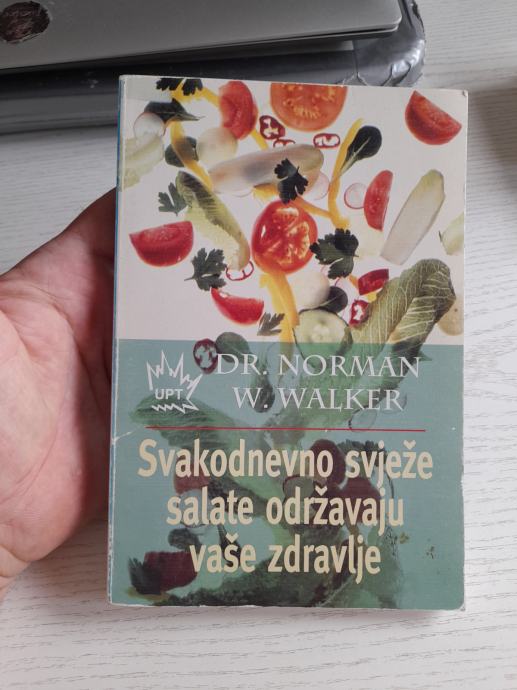 DR. NORMAN
W. WALKER
UPT
Svakodnevno svježe
salate održavaju
vaše zdravlje